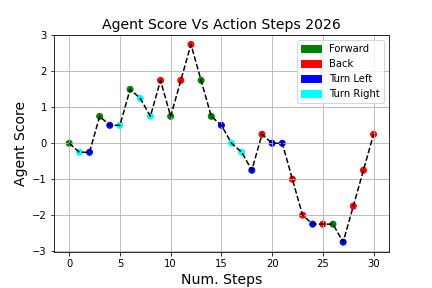 Agent Score Vs Action Steps 2026
Agent Score
3
2
1
0
−1
−2
−3
Forward
Back
Turn Left
Turn Right
0 5 10 15 20 25 30
Num. Steps